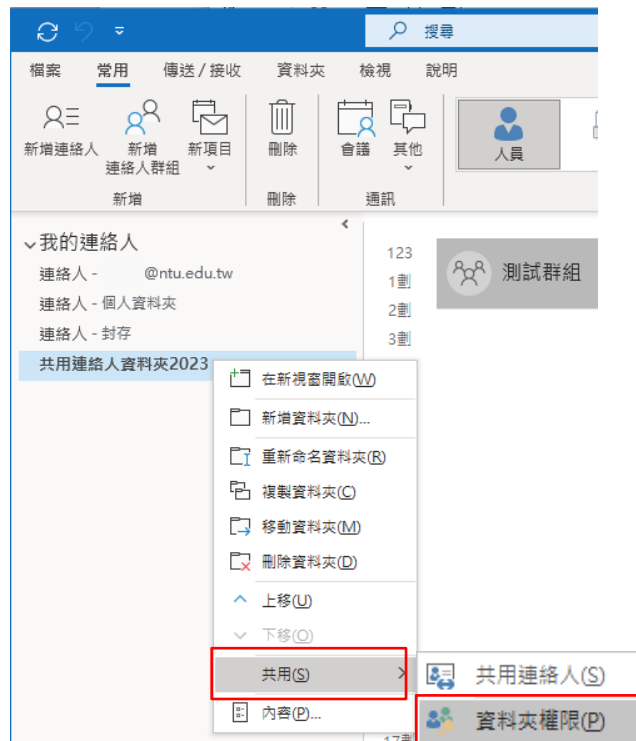 搜尋
檔案 常用 傳送 / 接收 資料夾 檢視 說明
新增連絡人 新增 連絡人群組 新項目 刪除 會議 其他 人員
新增 刪除 通訊
我的連絡人
連絡人 - @ntu.edu.tw
連絡人 - 個人資料夾
連絡人 - 封存
共用連絡人資料夾2023
123
1劃
2劃
3劃
測試群組
在新視窗開啟(W)
新增資料夾(N)...
重新命名資料夾(R)
複製資料夾(C)
移動資料夾(M)
刪除資料夾(D)
上移(U)
下移(O)
共用(S)
內容(P)...
共用連絡人(S)
資料夾權限(P)
17劃